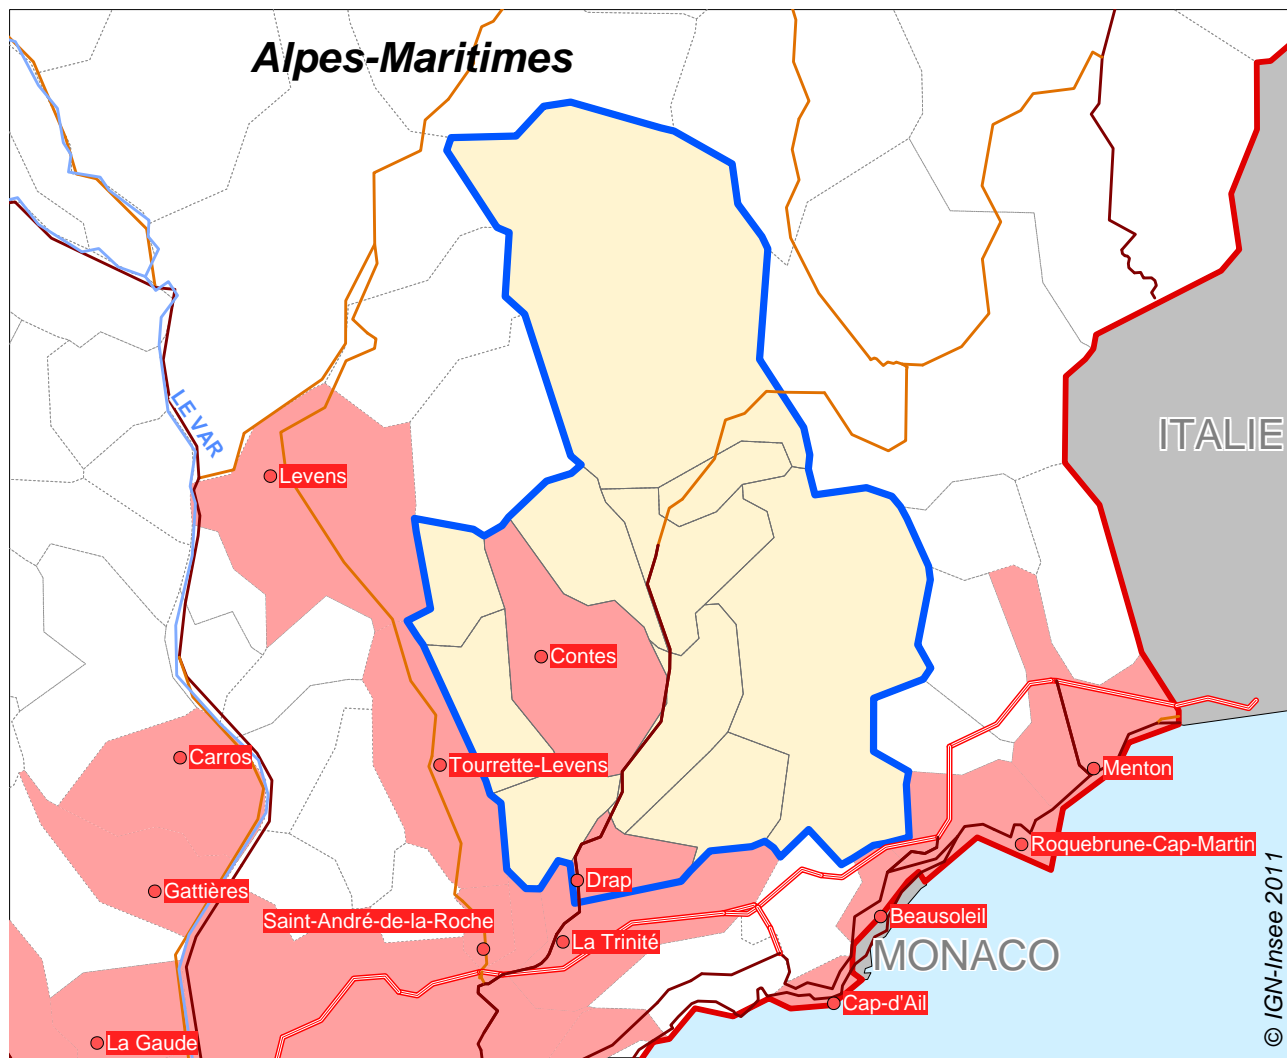 Alpes-Maritimes
LE VAR
ITALIE
Levens
Contes
Carros
Tourrette-Levens
Menton
Roquebrune-Cap-Martin
Drap
Gattières
Saint-André-de-la-Roche
Beausoleil
La Trinité
MONACO
Cap-d'Ail
La Gaude
© IGN-Insee 2011